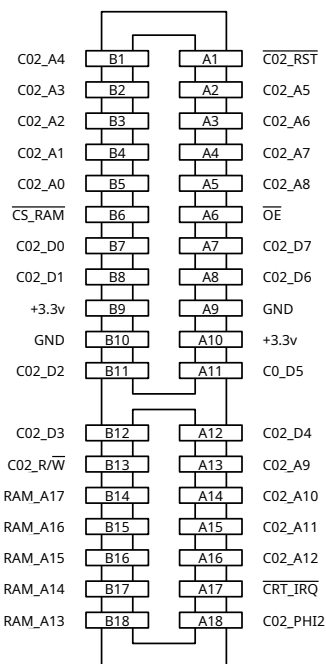 C02_A4 B1 A1 C02_RST
C02_A3 B2 A2 C02_A5
C02_A2 B3 A3 C02_A6
C02_A1 B4 A4 C02_A7
C02_A0 B5 A5 C02_A8
CS_RAM B6 A6 OE
C02_D0 B7 A7 C02_D7
C02_D1 B8 A8 C02_D6
+3.3v B9 A9 GND
GND B10 A10 +3.3v
C02_D2 B11 A11 C0_D5
C02_D3 B12 A12 C02_D4
C02_R/W B13 A13 C02_A9
RAM_A17 B14 A14 C02_A10
RAM_A16 B15 A15 C02_A11
RAM_A15 B16 A16 C02_A12
RAM_A14 B17 A17 CRT_IRQ
RAM_A13 B18 A18 C02_PHI2